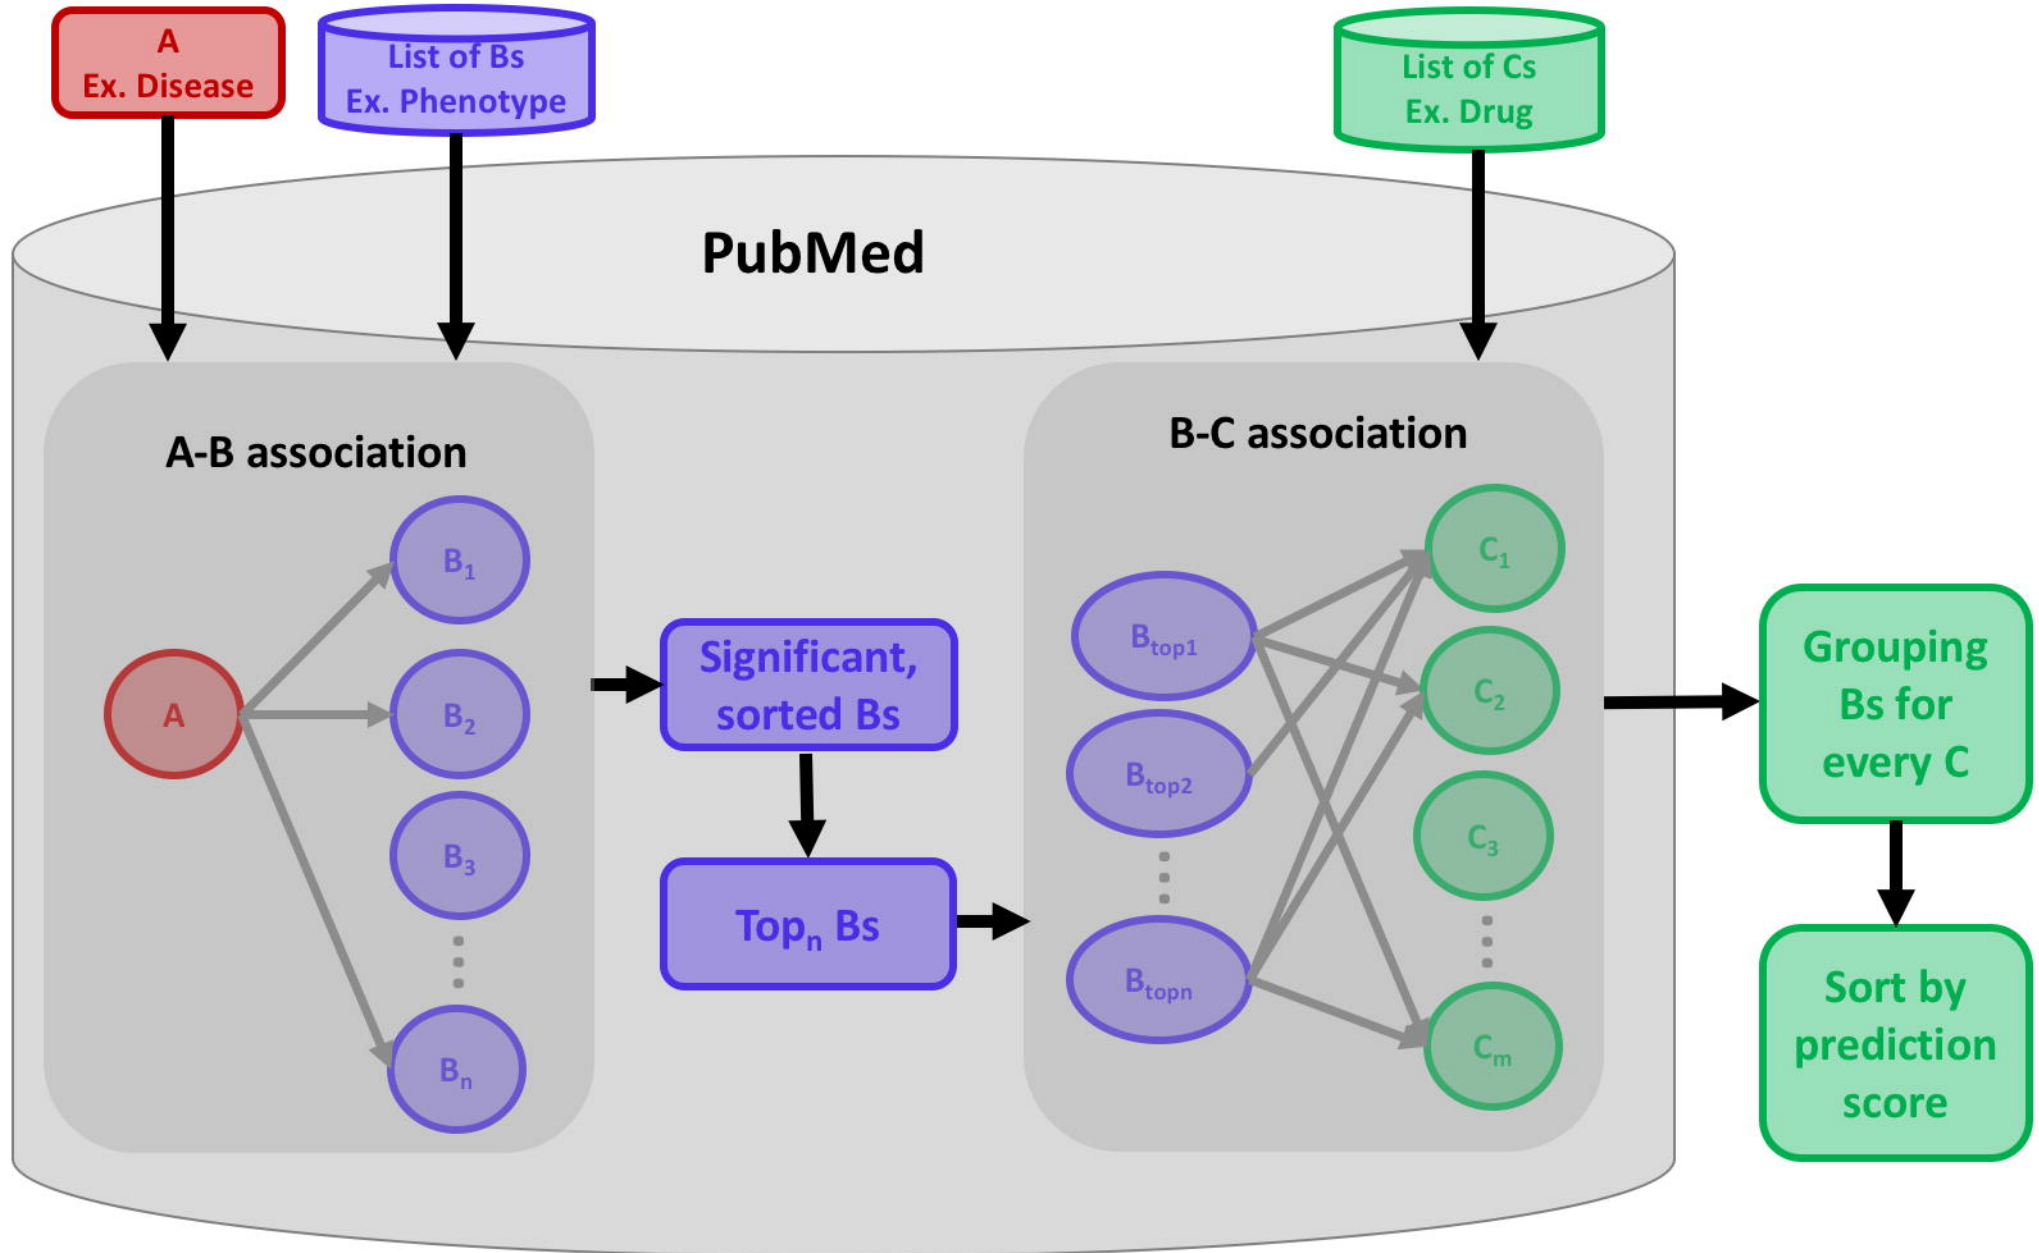 A
Ex. Disease
List of Bs
Ex. Phenotype
List of Cs
Ex. Drug
PubMed
A-B association
A
B1
B2
B3
Bn
Significant,
sorted Bs
Topn Bs
B-C association
Btop1
Btop2
Btopn
C1
C2
C3
Cm
Grouping
Bs for
every C
Sort by
prediction
score